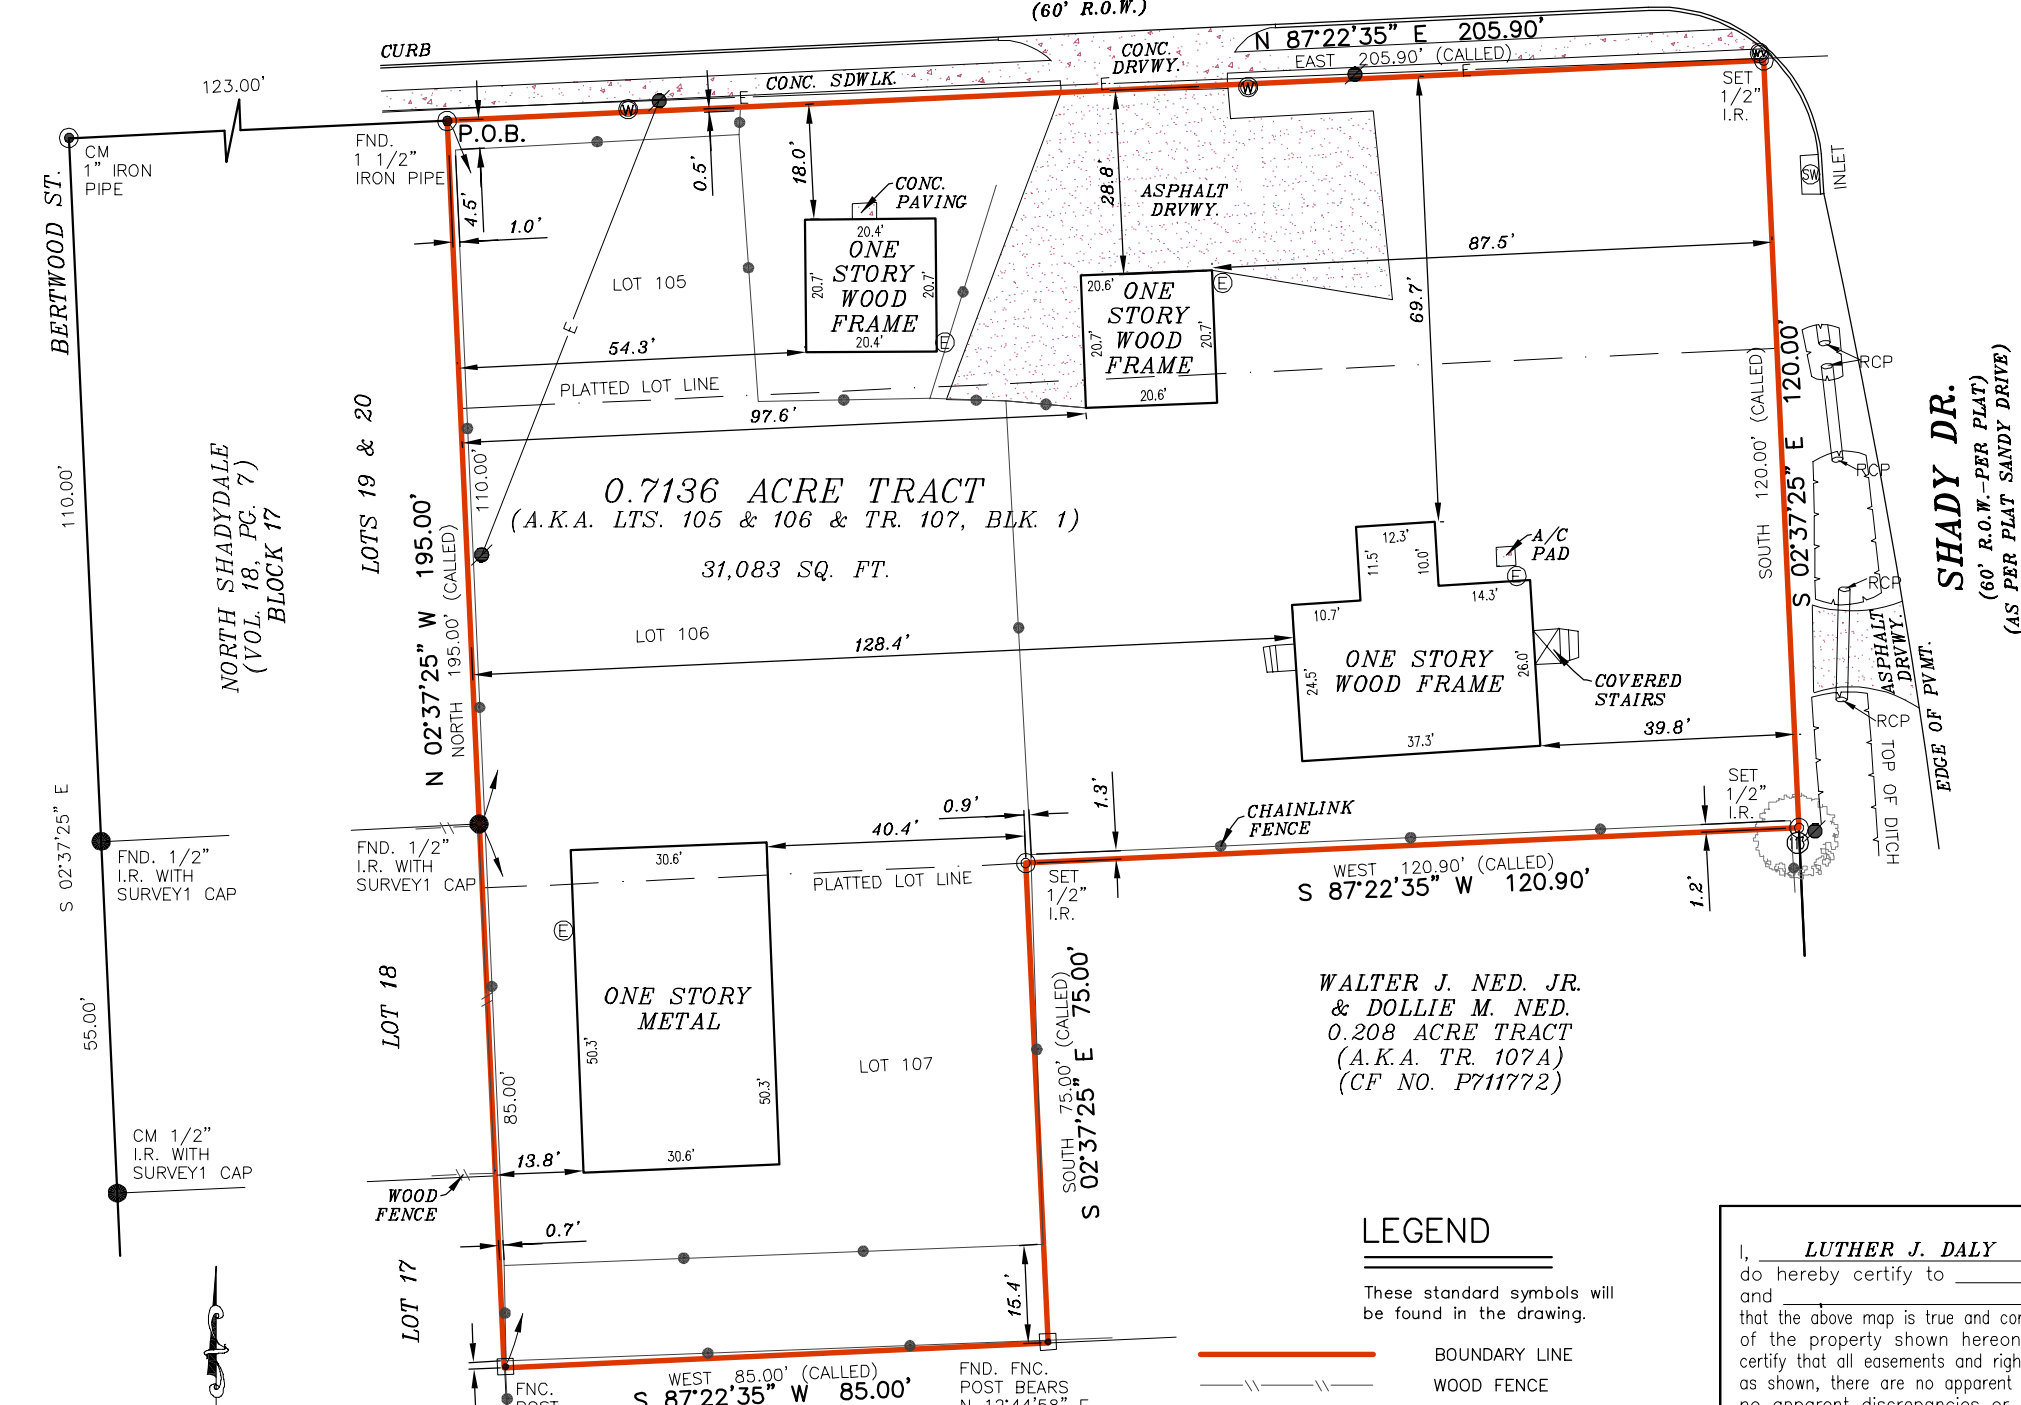 (60' R.O.W.)
CURB
CONC. SDWLK.
CONC.
DRVWY.
N 87°22'35" E 205.90'
EAST 205.90' (CALLED)
E
E
E
W
W
W
SET
1/2"
I.R.
123.00'
CM
1" IRON
PIPE
FND.
1 1/2"
IRON PIPE
P.O.B.
4.5'
1.0'
0.5'
18.0'
CONC.
PAVING
28.8'
ASPHALT
DRVWY.
87.5'
69.7'
SW
INLET
BERTWOOD ST.
LOT 105
20.4'
ONE
STORY
WOOD
FRAME
20.4'
20.7'
20.7'
E
20.6'
ONE
STORY
WOOD
FRAME
20.6'
20.7'
20.7'
E
E
54.3'
PLATTED LOT LINE
97.6'
RCP
RCP
RCP
RCP
SOUTH 120.00' (CALLED)
S 02°37'25" E 120.00'
SHADY DR.
(60' R.O.W.-PER PLAT)
(AS PER PLAT SANDY DRIVE)
110.00'
NORTH SHADYDALE
(VOL. 18, PG. 7)
BLOCK 17
LOTS 19 & 20
N 02°37'25" W 195.00'
NORTH 195.00' (CALLED)
110.00'
0.7136 ACRE TRACT
(A.K.A. LTS. 105 & 106 & TR. 107, BLK. 1)
31,083 SQ. FT.
LOT 106
128.4'
12.3'
11.5'
10.0'
A/C
PAD
E
10.7'
14.3'
ONE STORY
WOOD FRAME
24.5'
26.0'
37.3'
COVERED
STAIRS
39.8'
ASPHALT
DRVWY.
EDGE OF PVMT.
TOP OF DITCH
S 02°37'25" E
FND. 1/2"
I.R. WITH
SURVEY1 CAP
FND. 1/2"
I.R. WITH
SURVEY1 CAP
40.4'
0.9'
1.3'
CHAINLINK
FENCE
SET
1/2"
I.R.
1.2'
30.6'
PLATTED LOT LINE
SET
1/2"
I.R.
WEST 120.90' (CALLED)
S 87°22'35" W 120.90'
E
ONE STORY
METAL
50.3'
50.3'
30.6'
LOT 107
LOT 18
55.00'
85.00'
SOUTH 75.00' (CALLED)
S 02°37'25" E 75.00'
WALTER J. NED. JR.
& DOLLIE M. NED.
0.208 ACRE TRACT
(A.K.A. TR. 107A)
(CF NO. P711772)
CM 1/2"
I.R. WITH
SURVEY1 CAP
13.8'
WOOD
FENCE
0.7'
15.4'
LOT 17
FNC.
WEST 85.00' (CALLED)
S 87°22'35" W 85.00'
FND. FNC.
POST BEARS
LEGEND
These standard symbols will
be found in the drawing.
BOUNDARY LINE
WOOD FENCE
I, LUTHER J. DALY
do hereby certify to
and
that the above map is true and
of the property shown hereon
certify that all easements and
as shown, there are no apparent